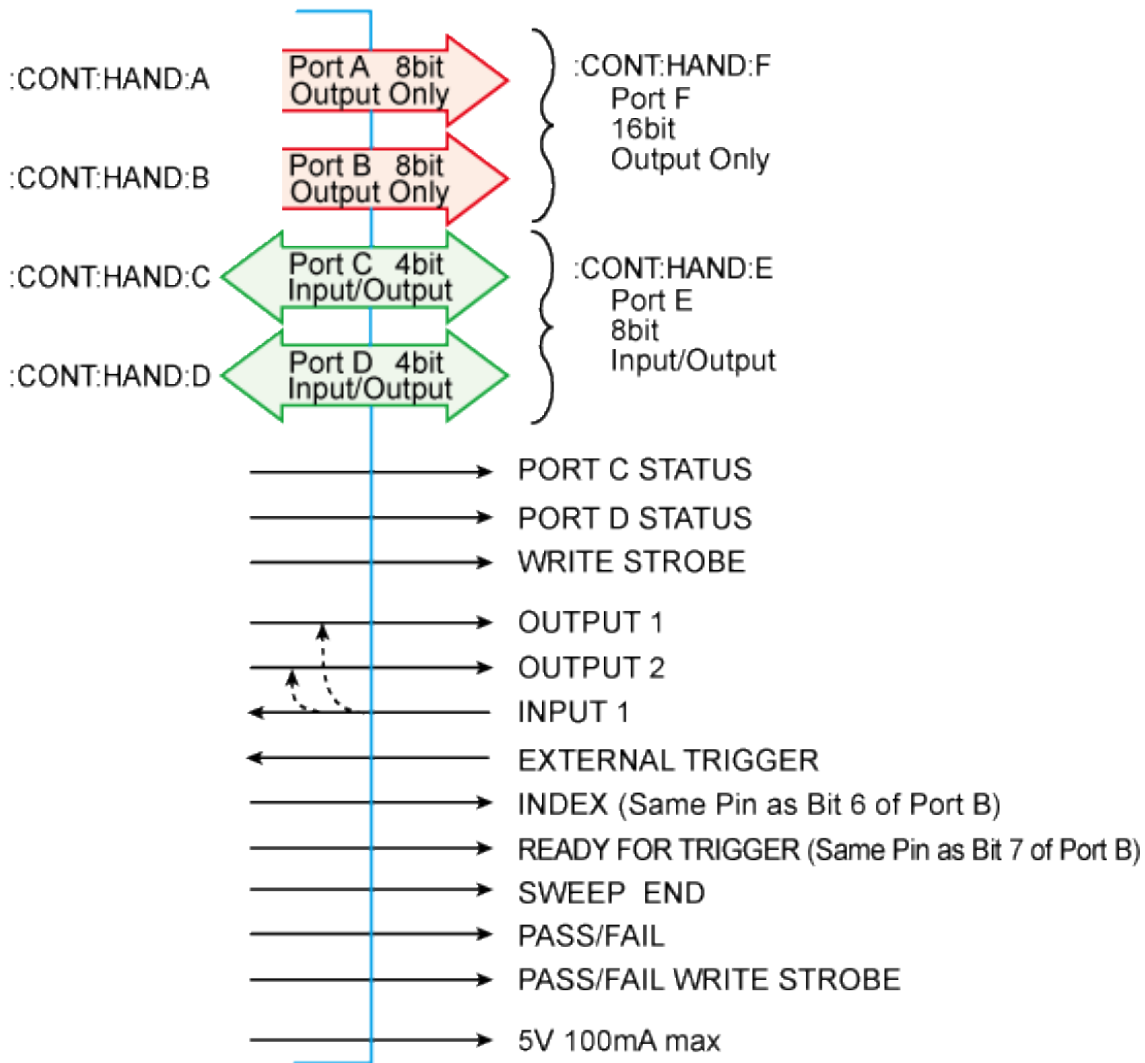 :CONT:HAND:A
Port A 8bit
Output Only
:CONT:HAND:F
Port F
16bit
Output Only
:CONT:HAND:B
Port B 8bit
Output Only
:CONT:HAND:C
Port C 4bit
Input/Output
:CONT:HAND:E
Port E
8bit
Input/Output
:CONT:HAND:D
Port D 4bit
Input/Output
PORT C STATUS
PORT D STATUS
WRITE STROBE
OUTPUT 1
OUTPUT 2
INPUT 1
EXTERNAL TRIGGER
INDEX (Same Pin as Bit 6 of Port B)
READY FOR TRIGGER (Same Pin as Bit 7 of Port B)
SWEEP END
PASS/FAIL
PASS/FAIL WRITE STROBE
5V 100mA max